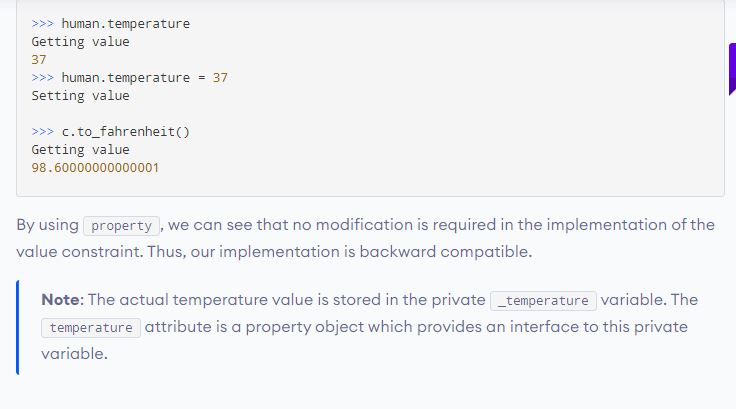 >>> human.temperature
Getting value
37
>>> human.temperature = 37
Setting value
>>> c.to_fahrenheit()
Getting value
98.60000000000001
By using property , we can see that no modification is required in the implementation of the
value constraint. Thus, our implementation is backward compatible.
Note: The actual temperature value is stored in the private _temperature variable. The
temperature attribute is a property object which provides an interface to this private
variable.